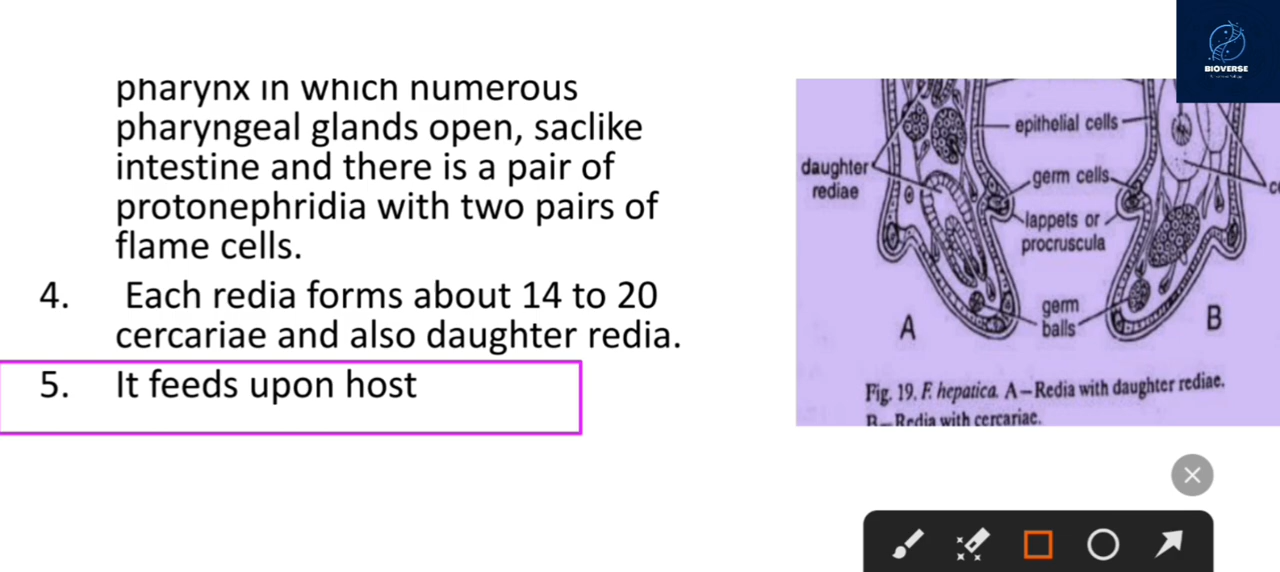 pharynx in which numerous
pharyngeal glands open, saclike
intestine and there is a pair of
protonephridia with two pairs of
flame cells.
4. Each redia forms about 14 to 20
cercariae and also daughter redia.
5. It feeds upon host
BIOVERSE
epithelial cells
daughter
rediae
germ cells
lappets or
procruscula
germ
balls
A
B
Fig. 19. F. hepatica. A–Redia with daughter rediae.
B–Redia with cercariae.